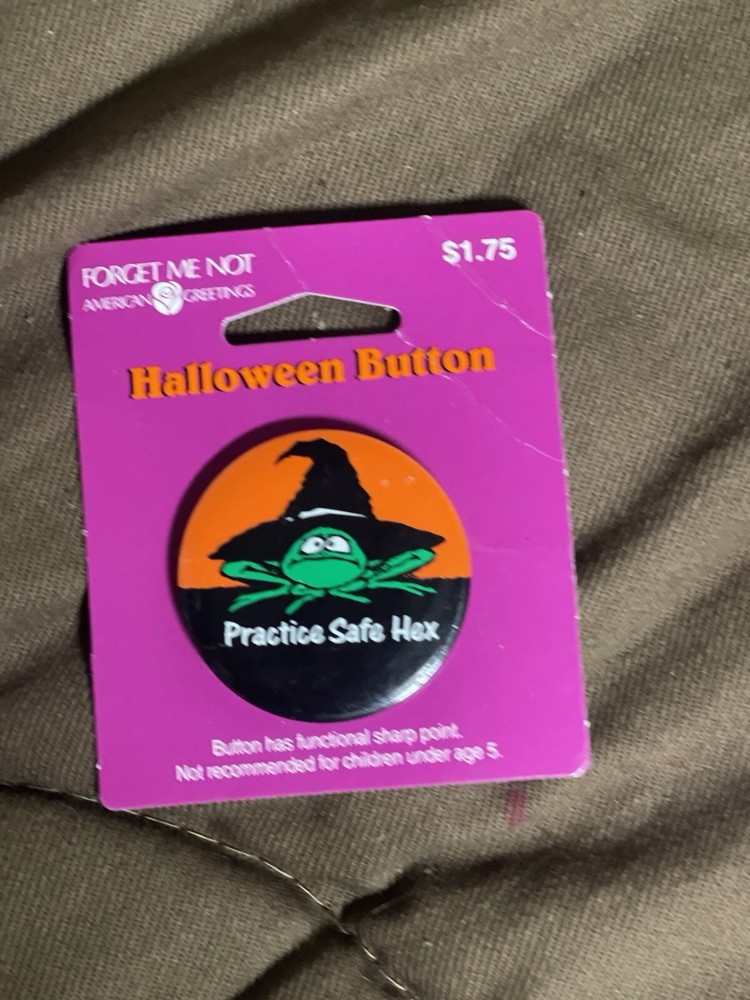 FORGET ME NOT
AMERICAN GREETINGS
$1.75
Halloween Button
Practice Safe Hex
Button has functional sharp point.
Not recommended for children under age 5.